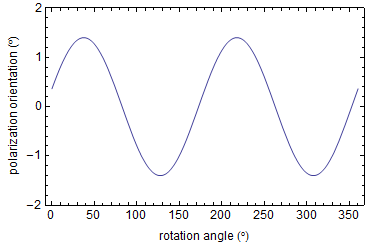 2
1
0
−1
−2
polarization orientation (°)
0 50 100 150 200 250 300 350
rotation angle (°)